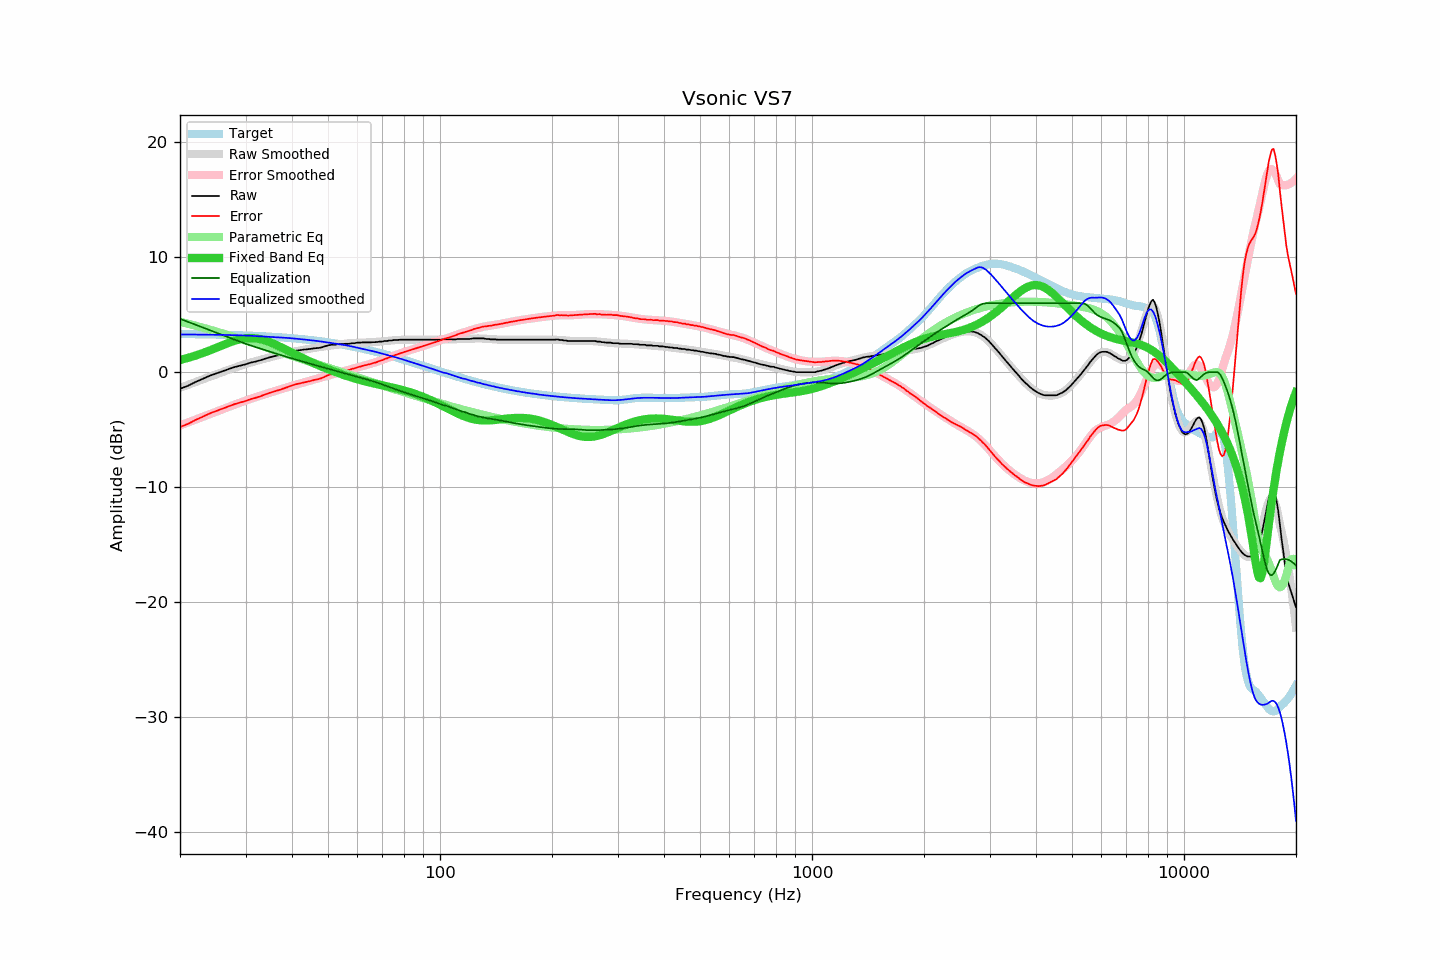 Vsonic VS7
Target
Raw Smoothed
Error Smoothed
Raw
Error
Parametric Eq
Fixed Band Eq
Equalization
Equalized smoothed
20
10
0
−10
−20
−30
−40
Amplitude (dBr)
100
1000
10000
Frequency (Hz)